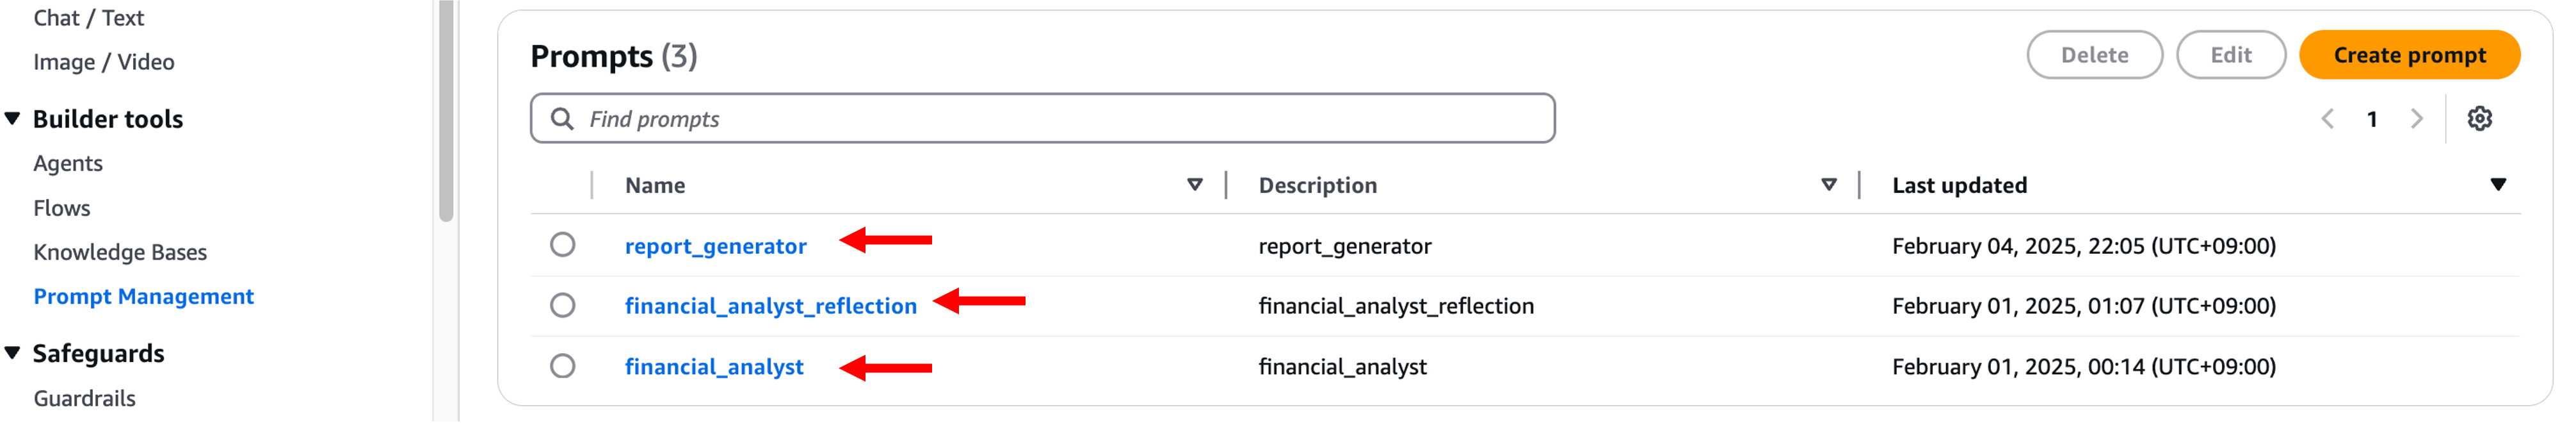 Chat / Text
Image / Video
Builder tools
Agents
Flows
Knowledge Bases
Prompt Management
Safeguards
Guardrails
Prompts (3)
Delete
Edit
Create prompt
Find prompts
1
Name
Description
Last updated
report_generator
report_generator
February 04, 2025, 22:05 (UTC+09:00)
financial_analyst_reflection
financial_analyst_reflection
February 01, 2025, 01:07 (UTC+09:00)
financial_analyst
financial_analyst
February 01, 2025, 00:14 (UTC+09:00)